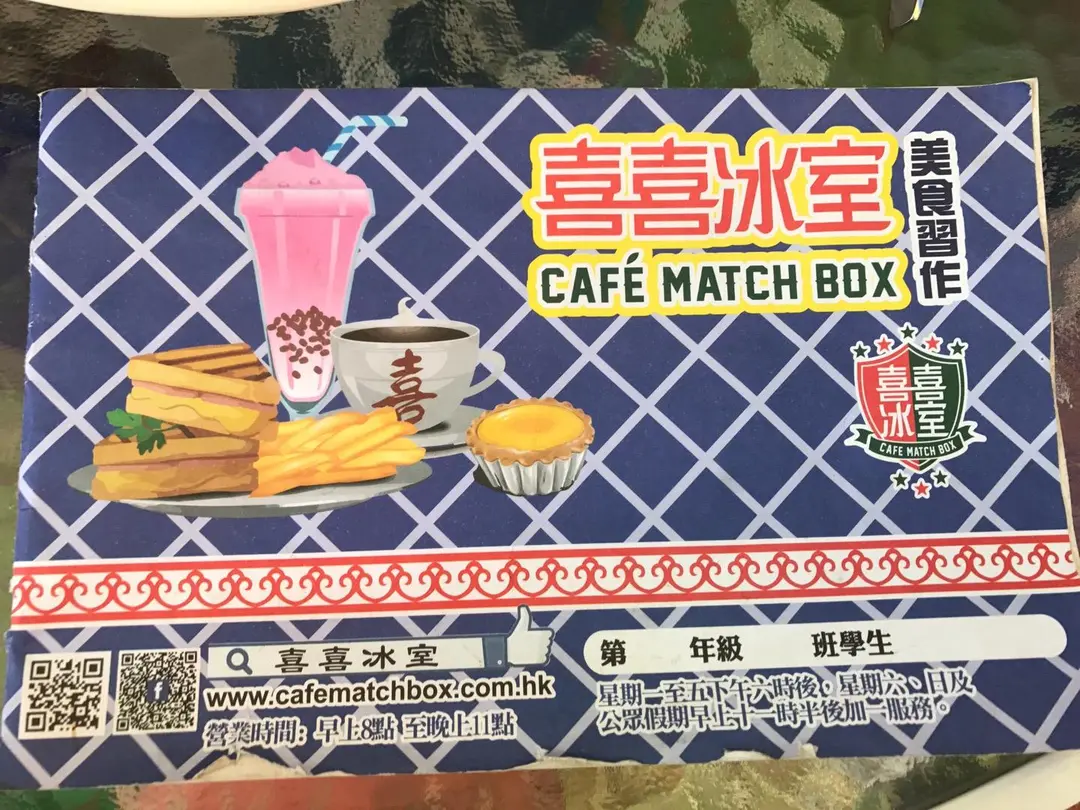 喜喜冰室
CAFÉ MATCH BOX
美食習作
喜喜
冰室
CAFE MATCH BOX
喜
喜喜冰室
www.cafematchbox.com.hk
營業時間: 早上8點 至晚上11點
f
第 年級 班學生
星期一至五下午六時後，星期六、日及
公眾假期早上十一時半後加一服務。